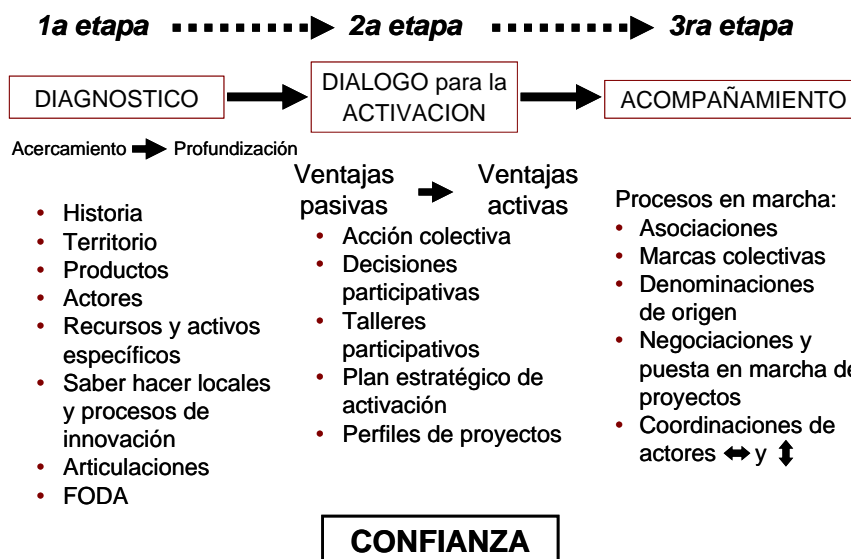 1a etapa
2a etapa
3ra etapa
DIAGNOSTICO
DIALOGO para la
ACTIVACION
ACOMPAÑAMIENTO
Acercamiento
Profundización
Ventajas
pasivas
Ventajas
activas
• Historia
• Territorio
• Productos
• Actores
• Recursos y activos
específicos
• Saber hacer locales
y procesos de
innovación
• Articulaciones
• FODA
• Acción colectiva
• Decisiones
participativas
• Talleres
participativos
• Plan estratégico de
activación
• Perfiles de proyectos
Procesos en marcha:
• Asociaciones
• Marcas colectivas
• Denominaciones
de origen
• Negociaciones y
puesta en marcha de
proyectos
• Coordinaciones de
actores ⬌ y ⬍
CONFIANZA